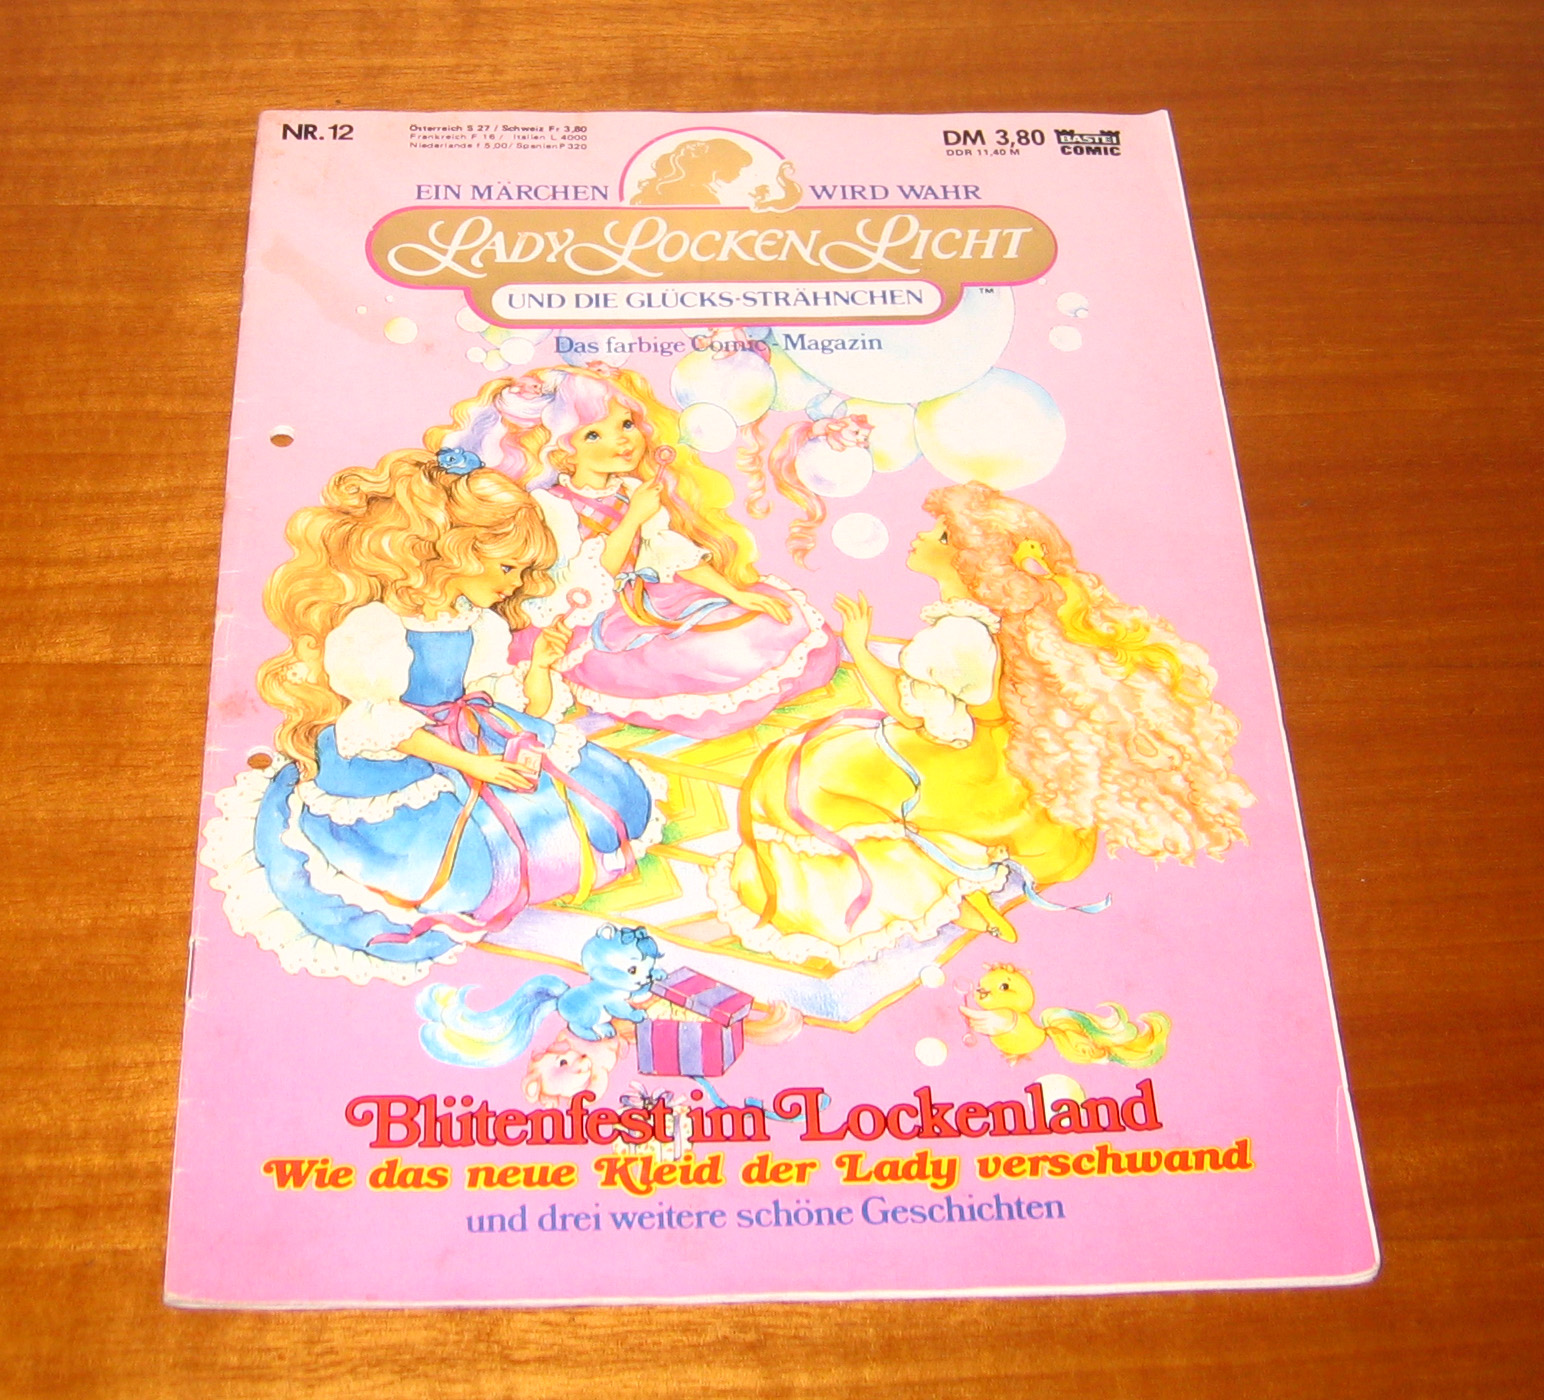 NR. 12
Österreich S 27 / Schweiz Fr 3,80
Frankreich F 16 / Italien L 4000
Niederlande f 5,00 / Spanien P 320
DM 3,80
DDR 11,40 M
BASTEI
COMIC
EIN MÄRCHEN WIRD WAHR
LADY LOCKEN LICHT
UND DIE GLÜCKS-STRÄHNCHEN
TM
Das farbige Comic-Magazin
Blütenfest im Lockenland
Wie das neue Kleid der Lady verschwand
und drei weitere schöne Geschichten